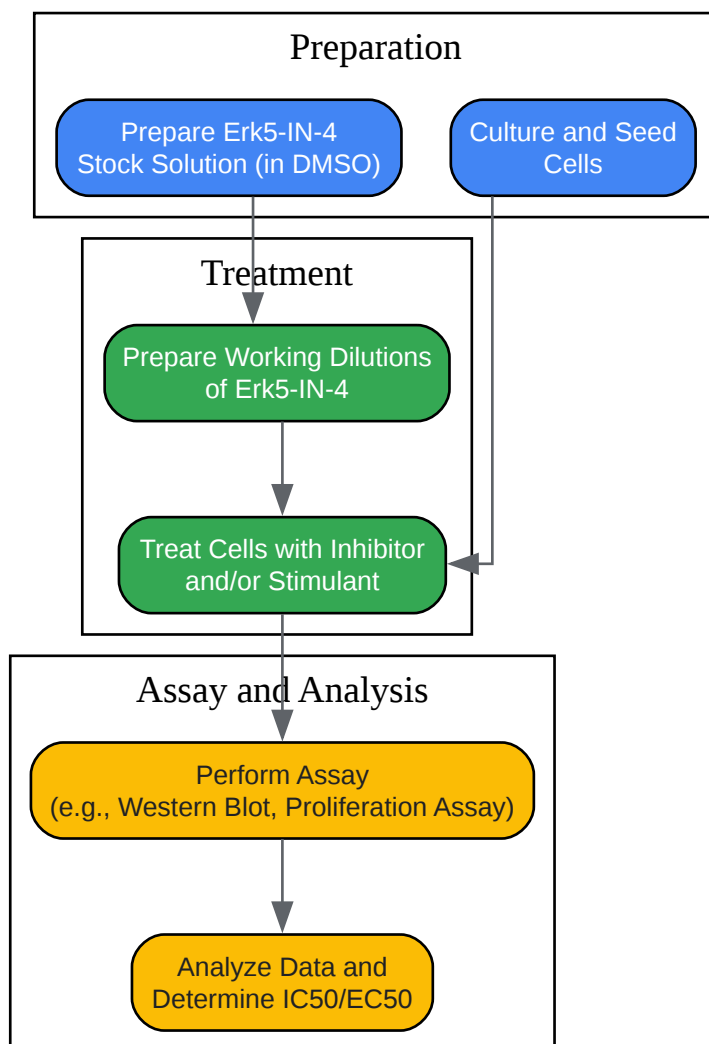 Preparation
Prepare Erk5-IN-4
Stock Solution (in DMSO)
Culture and Seed
Cells
Treatment
Prepare Working Dilutions
of Erk5-IN-4
Treat Cells with Inhibitor
and/or Stimulant
Assay and Analysis
Perform Assay
(e.g., Western Blot, Proliferation Assay)
Analyze Data and
Determine IC50/EC50